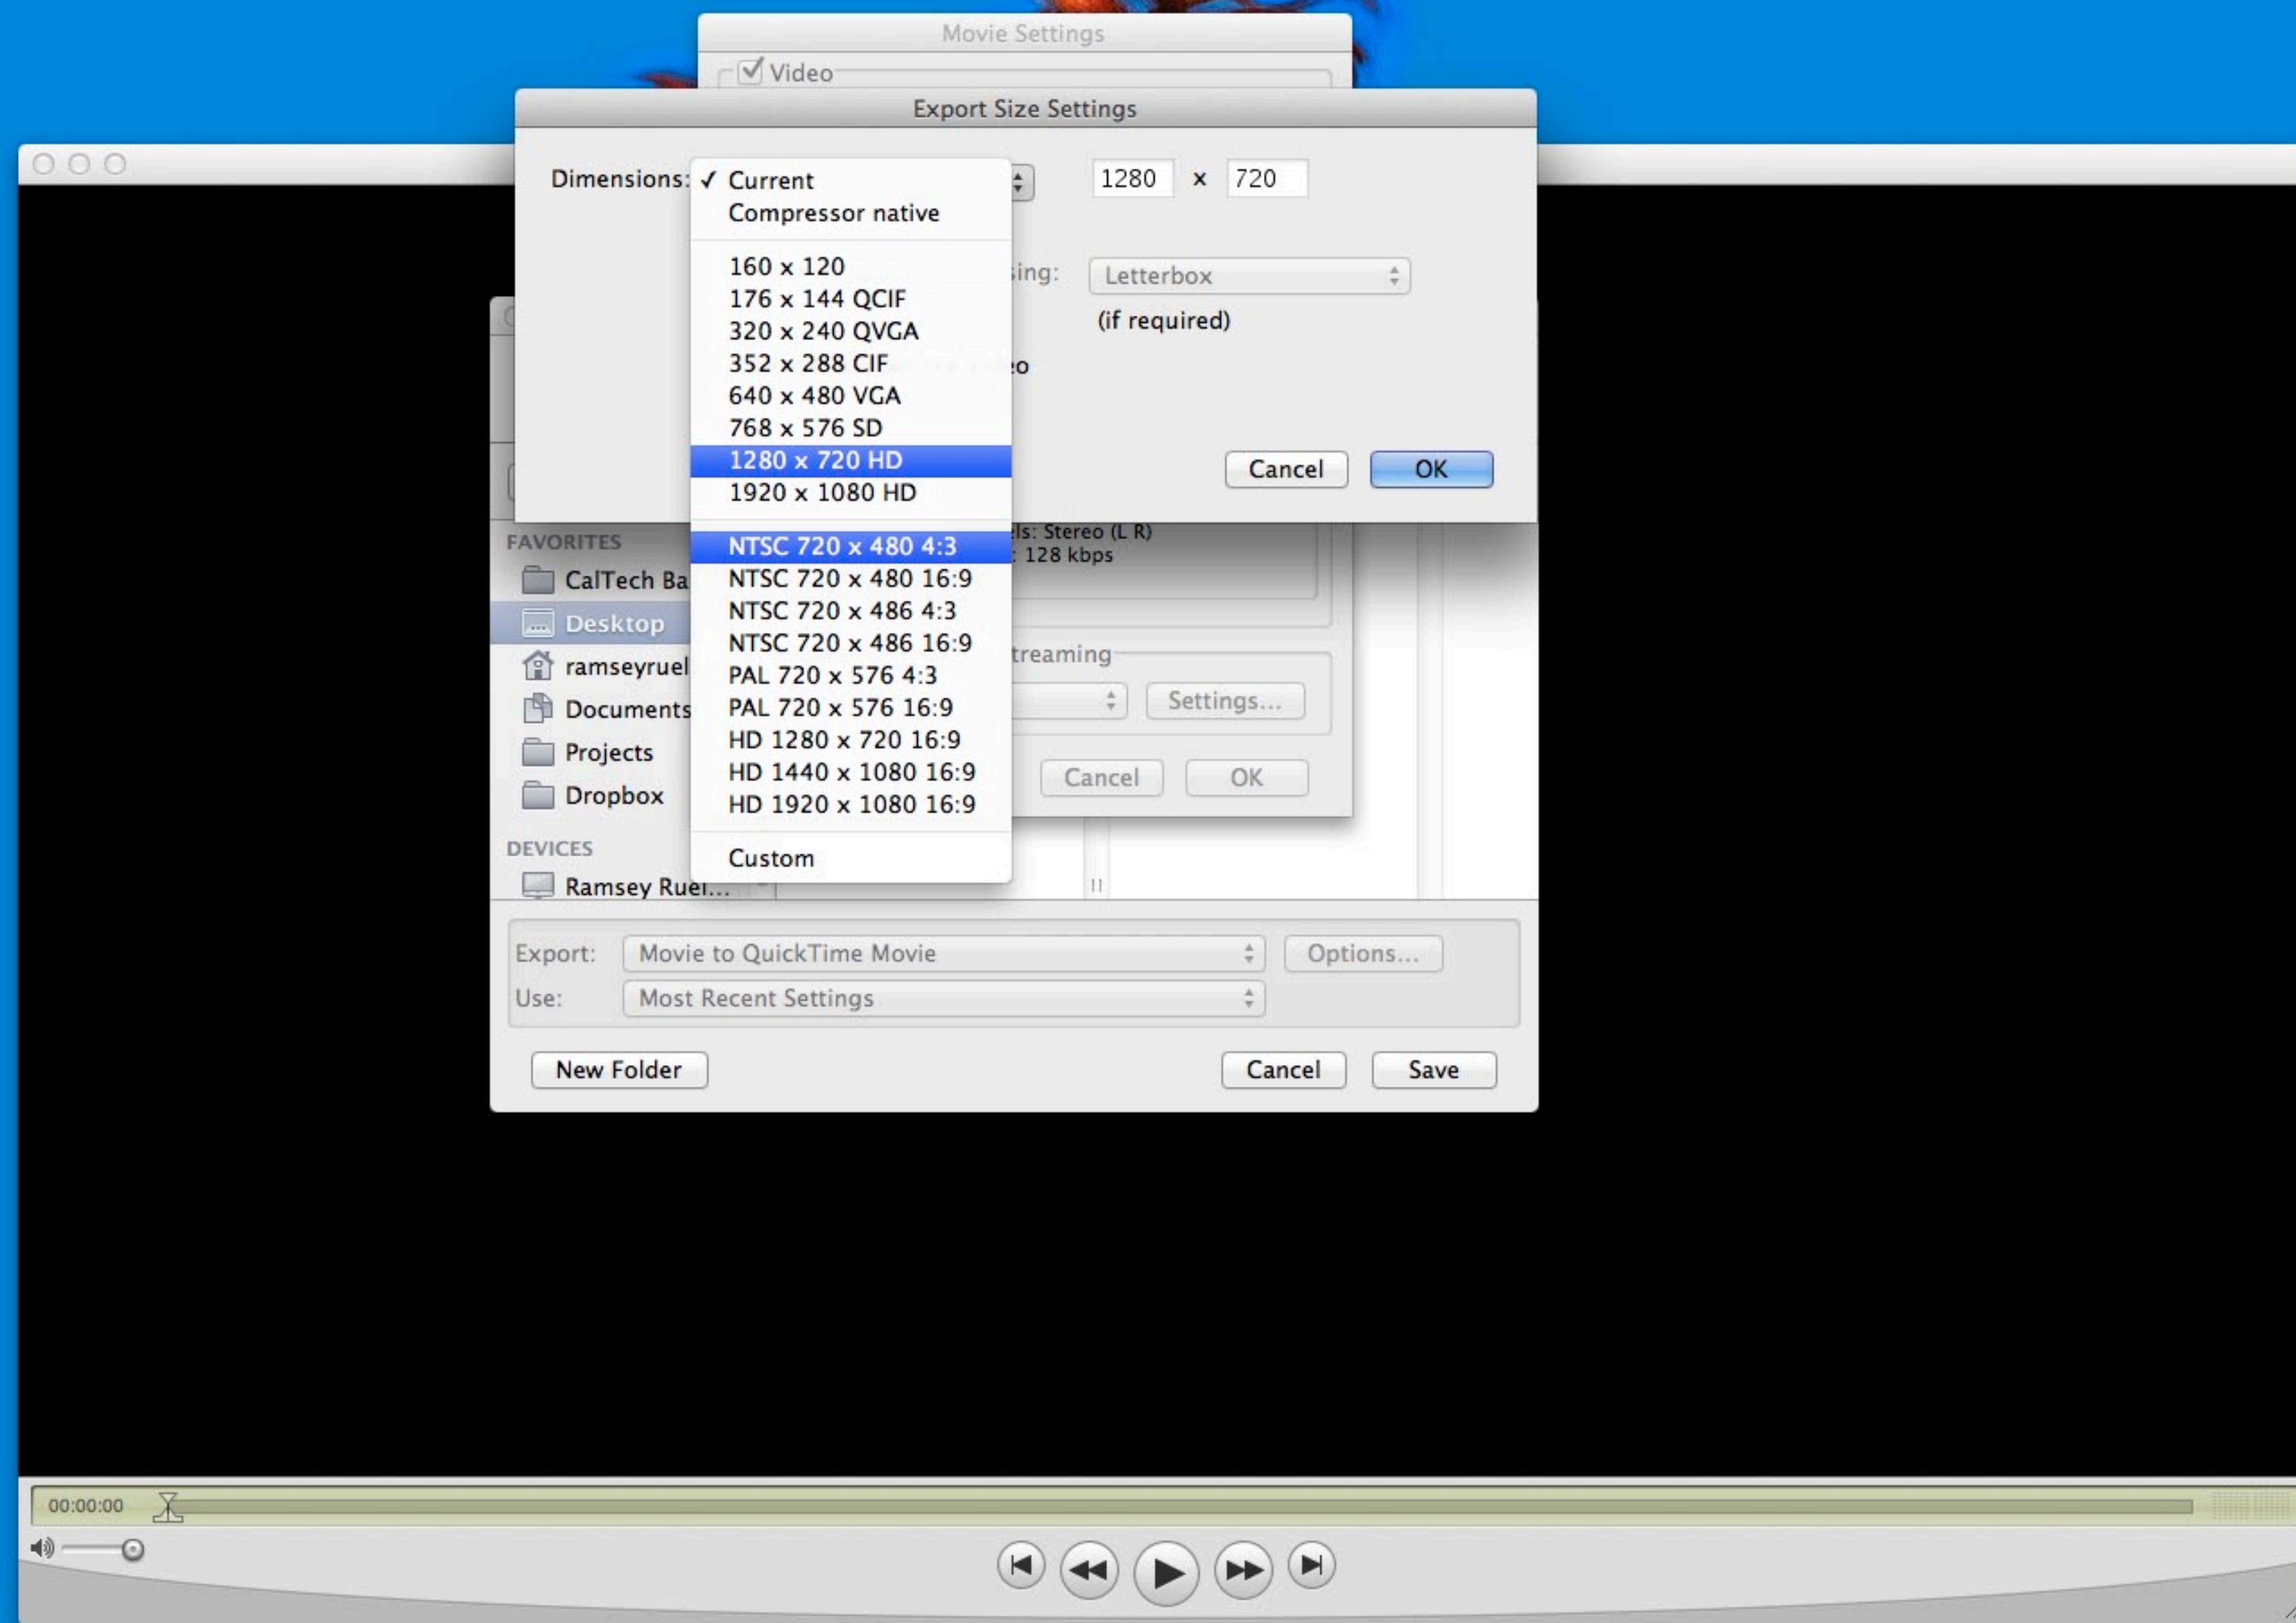 Movie Settings
Video
Export Size Settings
Dimensions:
✓ Current
1280 x 720
Compressor native
160 x 120
176 x 144 QCIF
320 x 240 QVGA
352 x 288 CIF
640 x 480 VGA
768 x 576 SD
1280 x 720 HD
1920 x 1080 HD
NTSC 720 x 480 4:3
NTSC 720 x 480 16:9
NTSC 720 x 486 4:3
NTSC 720 x 486 16:9
PAL 720 x 576 4:3
PAL 720 x 576 16:9
HD 1280 x 720 16:9
HD 1440 x 1080 16:9
HD 1920 x 1080 16:9
Custom
Letterbox
(if required)
Cancel OK
Stereo (L R)
: 128 kbps
FAVORITES
CalTech Ba
Desktop
ramseyruel
Documents
Projects
Dropbox
DEVICES
Ramsey Ruel...
treaming
Settings...
Cancel OK
Export: Movie to QuickTime Movie Options...
Use: Most Recent Settings
New Folder Cancel Save
00:00:00